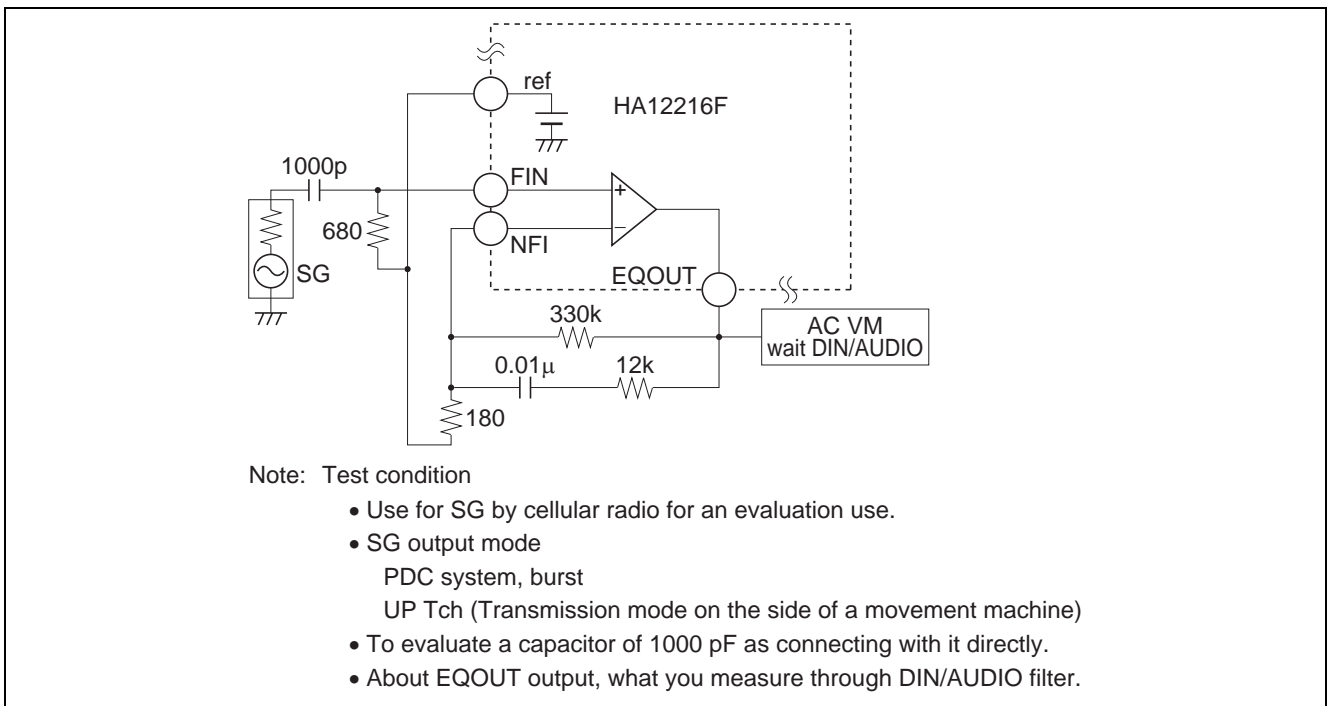 ref
HA12216F
1000p
FIN
+
680
−
NFI
SG
EQOUT
330k
AC VM
wait DIN/AUDIO
0.01μ
12k
180
Note: Test condition
• Use for SG by cellular radio for an evaluation use.
• SG output mode
PDC system, burst
UP Tch (Transmission mode on the side of a movement machine)
• To evaluate a capacitor of 1000 pF as connecting with it directly.
• About EQOUT output, what you measure through DIN/AUDIO filter.